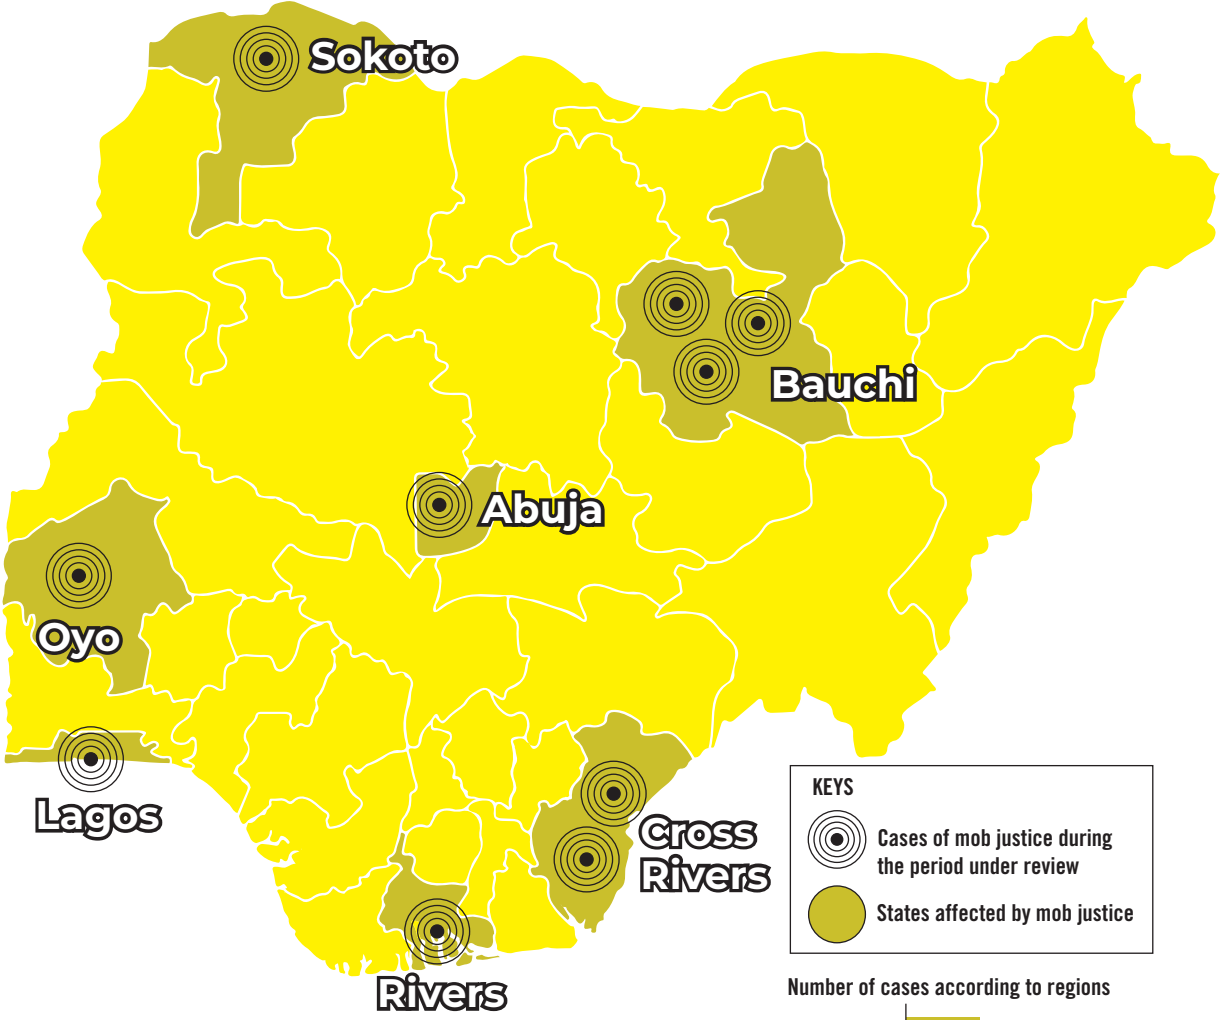 Sokoto
Bauchi
Abuja
Oyo
Lagos
Cross
Rivers
Rivers
KEYS
Cases of mob justice during
the period under review
States affected by mob justice
Number of cases according to regions